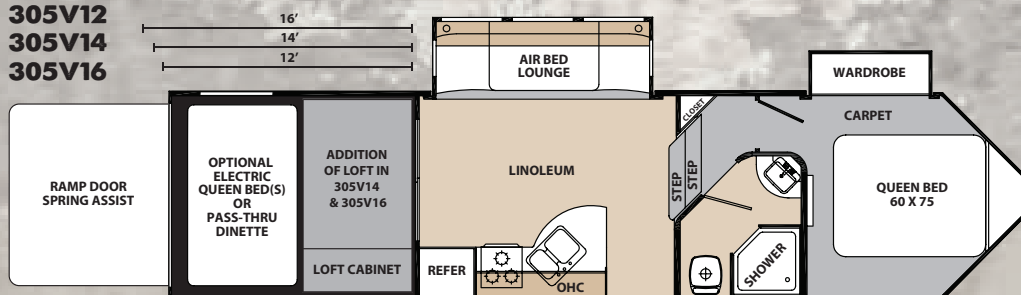 305V12
305V14
305V16
16’
14’
12’
AIR BED
LOUNGE
WARDROBE
CLOSET
CARPET
RAMP DOOR
SPRING ASSIST
OPTIONAL
ELECTRIC
QUEEN BED(S)
OR
PASS-THRU
DINETTE
ADDITION
OF LOFT IN
305V14
& 305V16
LINOLEUM
STEP
STEP
QUEEN BED
60 X 75
LOFT CABINET
REFER
OHC
SHOWER